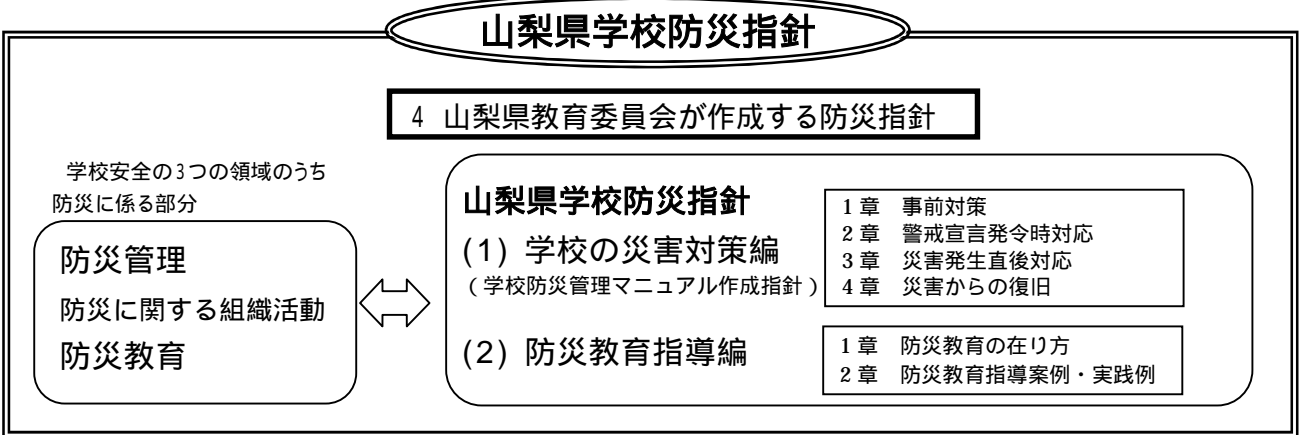 山梨県学校防災指針
4 山梨県教育委員会が作成する防災指針
学校安全の3つの領域のうち
防災に係る部分
防災管理
防災に関する組織活動
防災教育
山梨県学校防災指針
(1) 学校の災害対策編
(学校防災管理マニュアル作成指針)
1章 事前対策
2章 警戒宣言発令時対応
3章 災害発生直後対応
4章 災害からの復旧
(2) 防災教育指導編
1章 防災教育の在り方
2章 防災教育指導案例・実践例